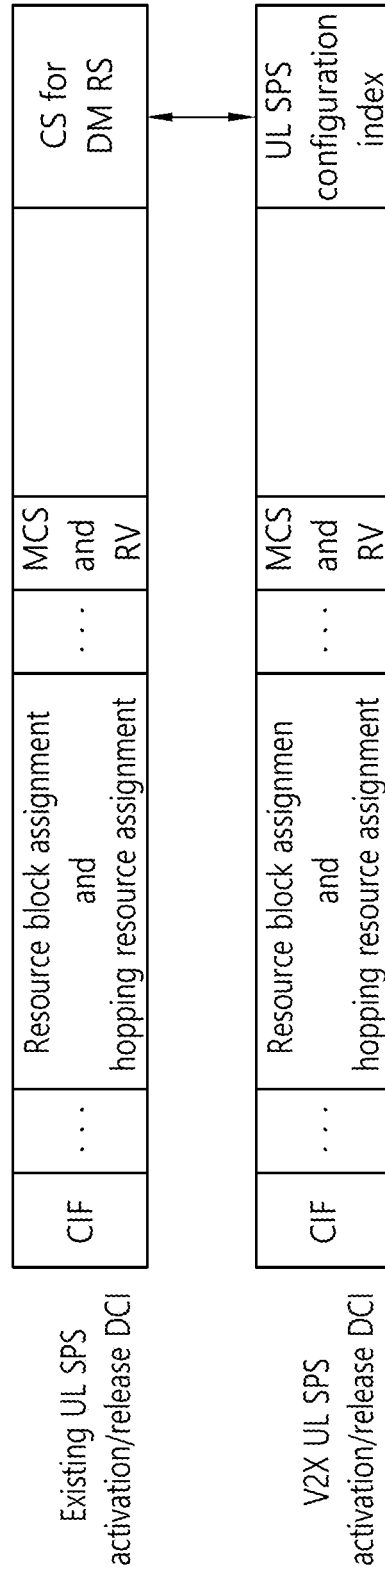 Existing UL SPS
activation/release DCI
CIF
. . .
Resource block assignment
and
hopping resource assignment
. . .
MCS
and
RV
CS for
DM RS
V2X UL SPS
activation/release DCI
CIF
. . .
Resource block assignmen
and
hopping resource assignment
. . .
MCS
and
RV
UL SPS
configuration
index